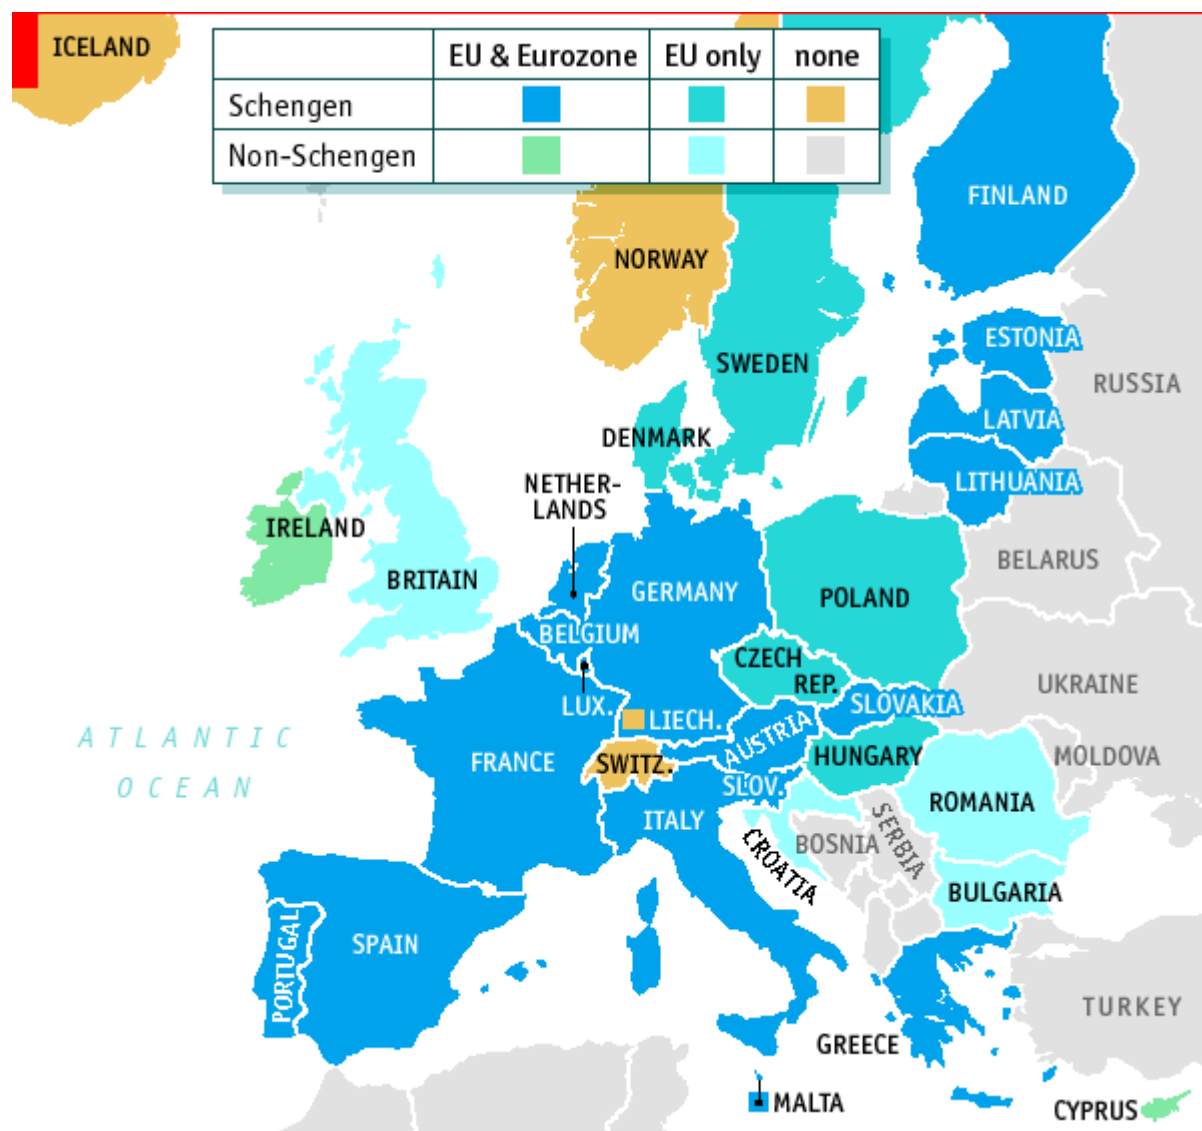 ICELAND
EU & Eurozone EU only none
Schengen
Non-Schengen
FINLAND
NORWAY
ESTONIA
SWEDEN
RUSSIA
LATVIA
DENMARK
LITHUANIA
NETHER-
LANDS
IRELAND
BELARUS
BRITAIN
GERMANY
POLAND
BELGIUM
CZECH
REP.
UKRAINE
LUX.
LIECH.
SLOVAKIA
ATLANTIC
OCEAN
AUSTRIA
FRANCE
SWITZ.
HUNGARY
MOLDOVA
SLOV.
ROMANIA
ITALY
BOSNIA
SERBIA
CROATIA
BULGARIA
PORTUGAL
SPAIN
TURKEY
GREECE
MALTA
CYPRUS